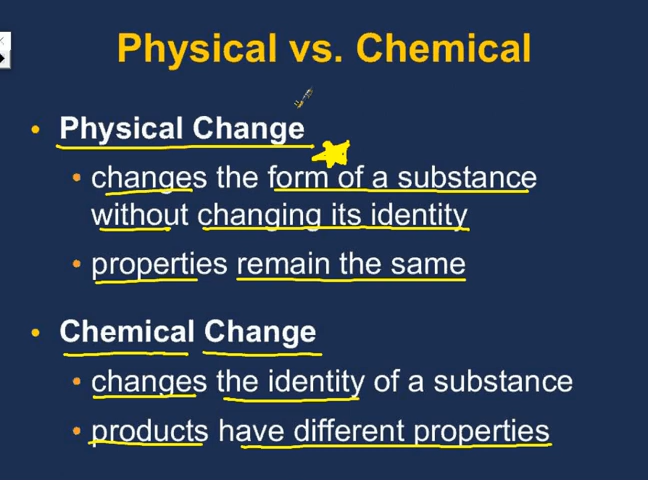 Physical vs. Chemical
• Physical Change
• changes the form of a substance
without changing its identity
• properties remain the same
• Chemical Change
• changes the identity of a substance
• products have different properties